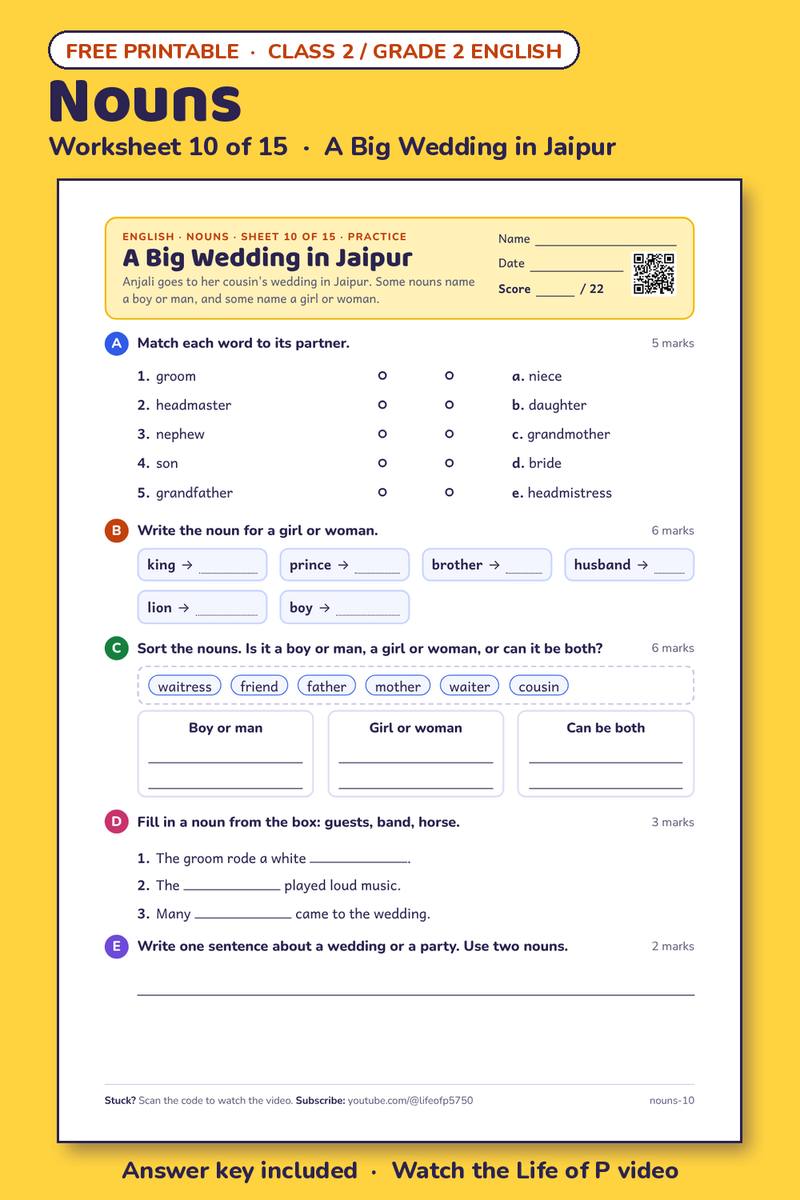 FREE PRINTABLE · CLASS 2 / GRADE 2 ENGLISH
Nouns
Worksheet 10 of 15 · A Big Wedding in Jaipur
ENGLISH · NOUNS · SHEET 10 OF 15 · PRACTICE
A Big Wedding in Jaipur
Anjali goes to her cousin's wedding in Jaipur. Some nouns name
a boy or man, and some name a girl or woman.
Name
Date
Score / 22
A Match each word to its partner. 5 marks
1. groom a. niece
2. headmaster b. daughter
3. nephew c. grandmother
4. son d. bride
5. grandfather e. headmistress
B Write the noun for a girl or woman. 6 marks
king → prince → brother → husband →
lion → boy →
C Sort the nouns. Is it a boy or man, a girl or woman, or can it be both? 6 marks
waitress friend father mother waiter cousin
Boy or man Girl or woman Can be both
D Fill in a noun from the box: guests, band, horse. 3 marks
1. The groom rode a white ____________.
2. The ____________ played loud music.
3. Many ____________ came to the wedding.
E Write one sentence about a wedding or a party. Use two nouns. 2 marks
Stuck? Scan the code to watch the video. Subscribe: youtube.com/@lifeofp5750 nouns-10
Answer key included · Watch the Life of P video